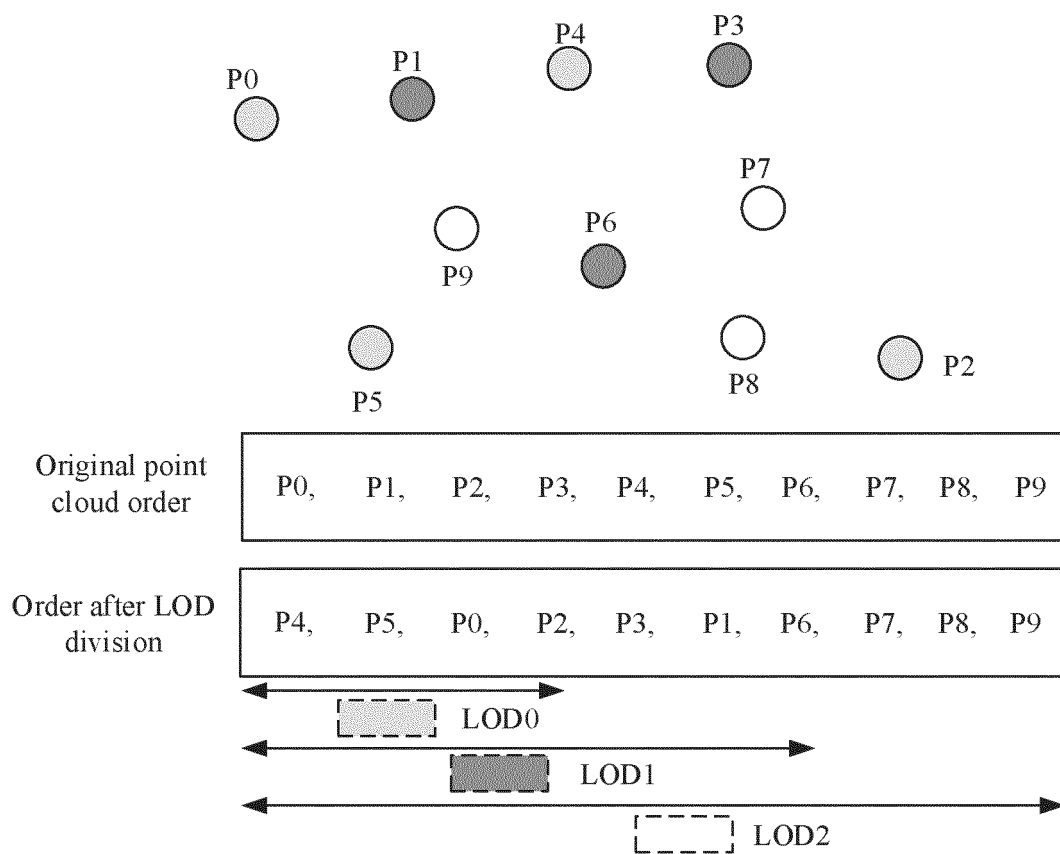 P4
P3
P1
P0
P7
P6
P9
P2
P8
P5
Original point
cloud order
P0, P1, P2, P3, P4, P5, P6, P7, P8, P9
Order after LOD
division
P4, P5, P0, P2, P3, P1, P6, P7, P8, P9
LOD0
LOD1
LOD2